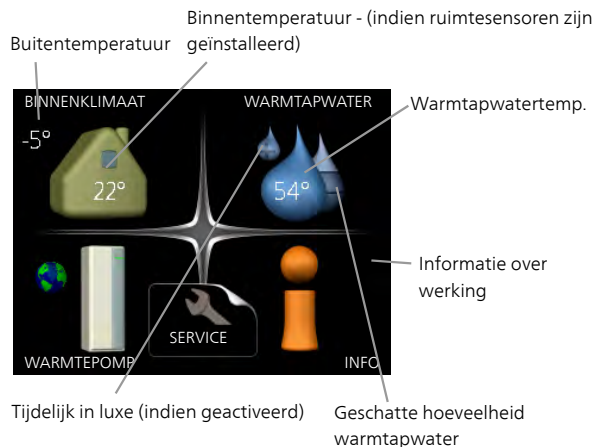 Binnentemperatuur - (indien ruimtesensoren zijn
geïnstalleerd)
Buitentemperatuur
BINNENKLIMAAT
WARMTAPWATER
Warmtapwatertemp.
-5°
22°
54°
Informatie over
werking
SERVICE
WARMTEPOMP
INFO
Tijdelijk in luxe (indien geactiveerd)
Geschatte hoeveelheid
warmtapwater